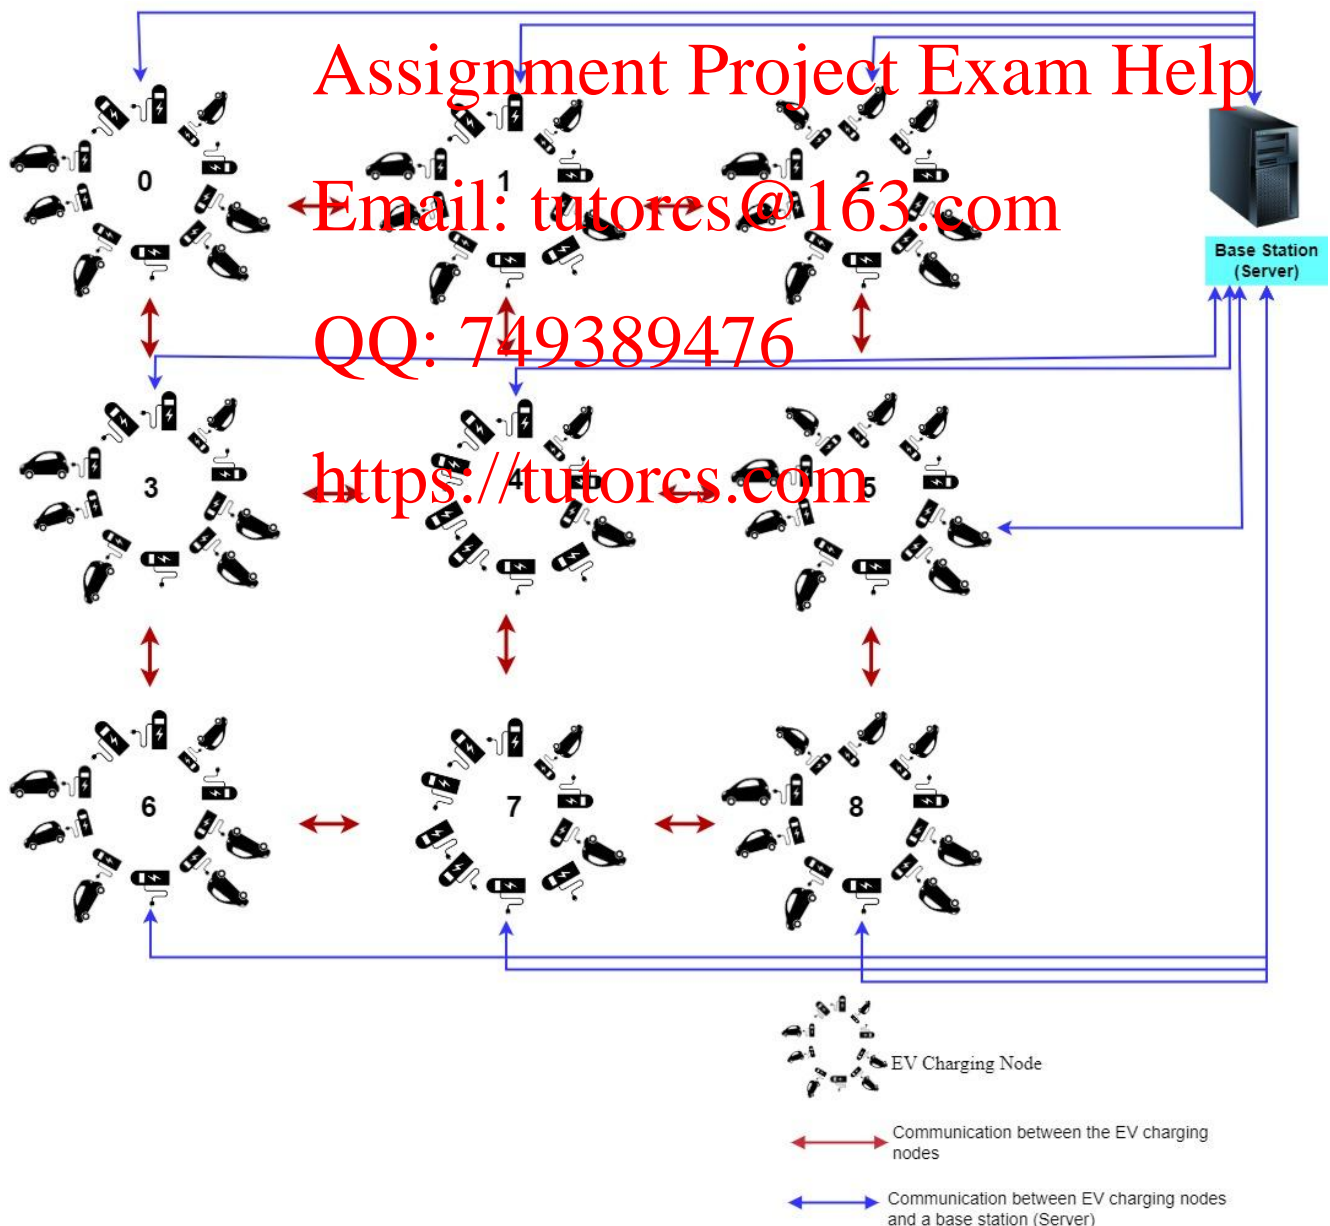 Assignment Project Exam Help
0
1
2
Email: tutorcs@163.com
Base Station
(Server)
QQ: 749389476
3
4
5
https://tutorcs.com
6
7
8
EV Charging Node
Communication between the EV charging
nodes
Communication between EV charging nodes
and a base station (Server)